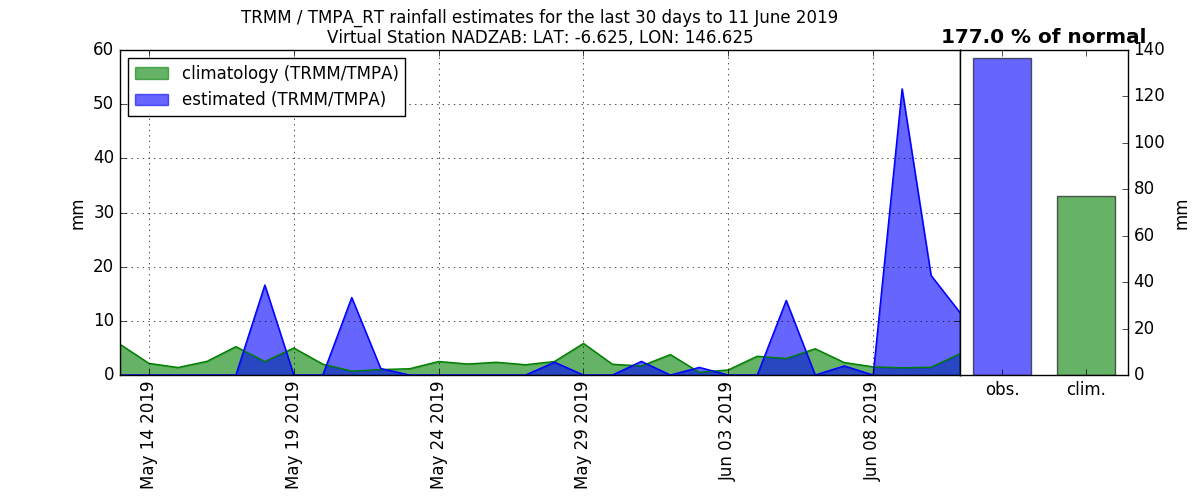 TRMM / TMPA_RT rainfall estimates for the last 30 days to 11 June 2019
Virtual Station NADZAB: LAT: -6.625, LON: 146.625
177.0 % of normal
climatology (TRMM/TMPA)
estimated (TRMM/TMPA)
mm
60
50
40
30
20
10
0
May 14 2019
May 19 2019
May 24 2019
May 29 2019
Jun 03 2019
Jun 08 2019
obs.
clim.
140
120
100
80
60
40
20
0
mm